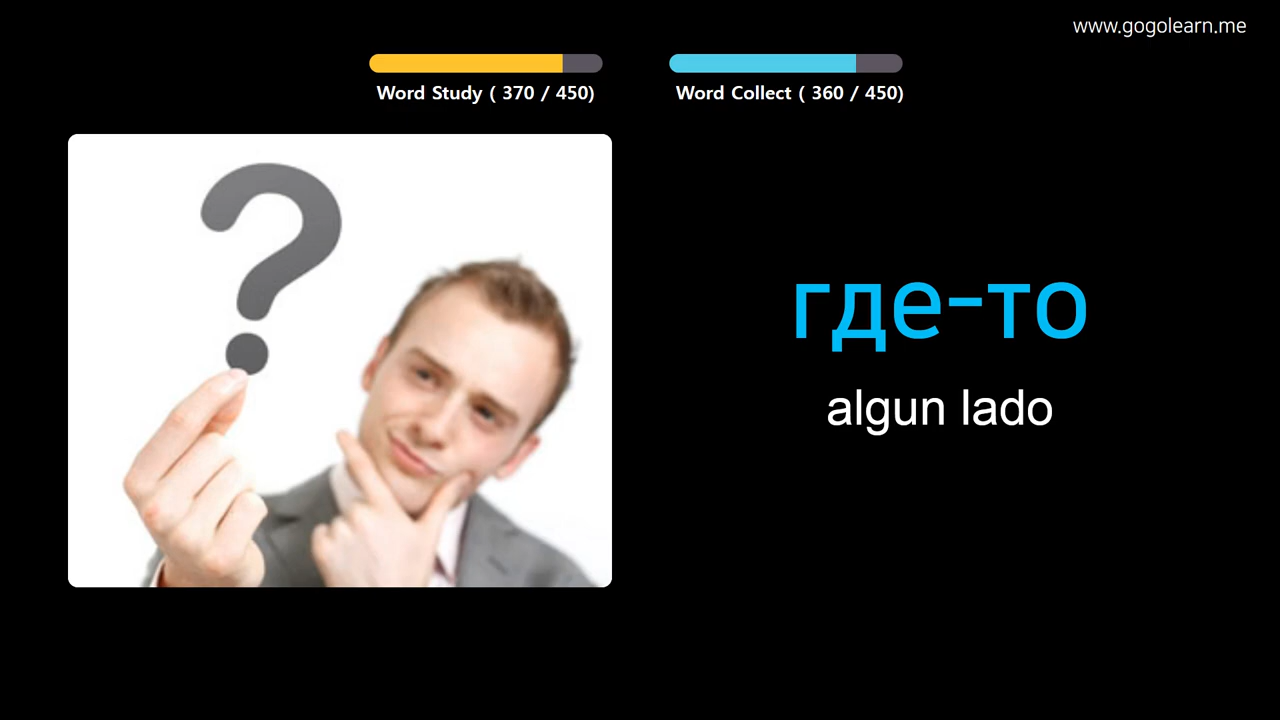 www.gogolearn.me
Word Study ( 370 / 450)
Word Collect ( 360 / 450)
где-то
algun lado